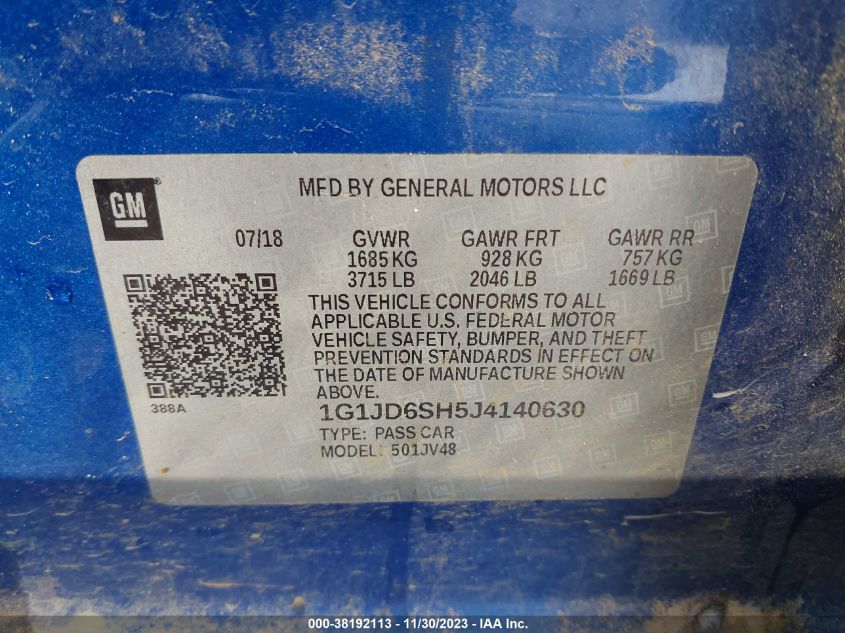 GM
MFD BY GENERAL MOTORS LLC
07/18 GVWR GAWR FRT GAWR RR
1685 KG 928 KG 757 KG
3715 LB 2046 LB 1669 LB
THIS VEHICLE CONFORMS TO ALL
APPLICABLE U.S. FEDERAL MOTOR
VEHICLE SAFETY, BUMPER, AND THEFT
PREVENTION STANDARDS IN EFFECT ON
THE DATE OF MANUFACTURE SHOWN
ABOVE.
388A
1G1JD6SH5J4140630
TYPE: PASS CAR
MODEL: 501JV48
000-38192113 - 11/30/2023 - IAA Inc.